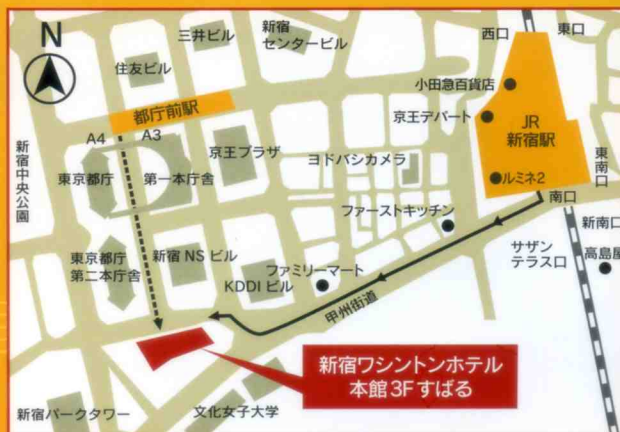 N
三井ビル
新宿
センタービル
西口
東口
住友ビル
小田急百貨店
都庁前駅
京王デパート
JR
新宿駅
A4
A3
新宿中央公園
東京都庁
第一本庁舎
京王プラザ
ヨドバシカメラ
ルミネ2
東南口
南口
ファーストキッチン
新南口
サザン
テラス口
高島屋
東京都庁
第二本庁舎
新宿 NS ビル
ファミリーマート
KDDI ビル
甲州街道
新宿ワシントンホテル
本館 3F すばる
新宿パークタワー
文化女子大学